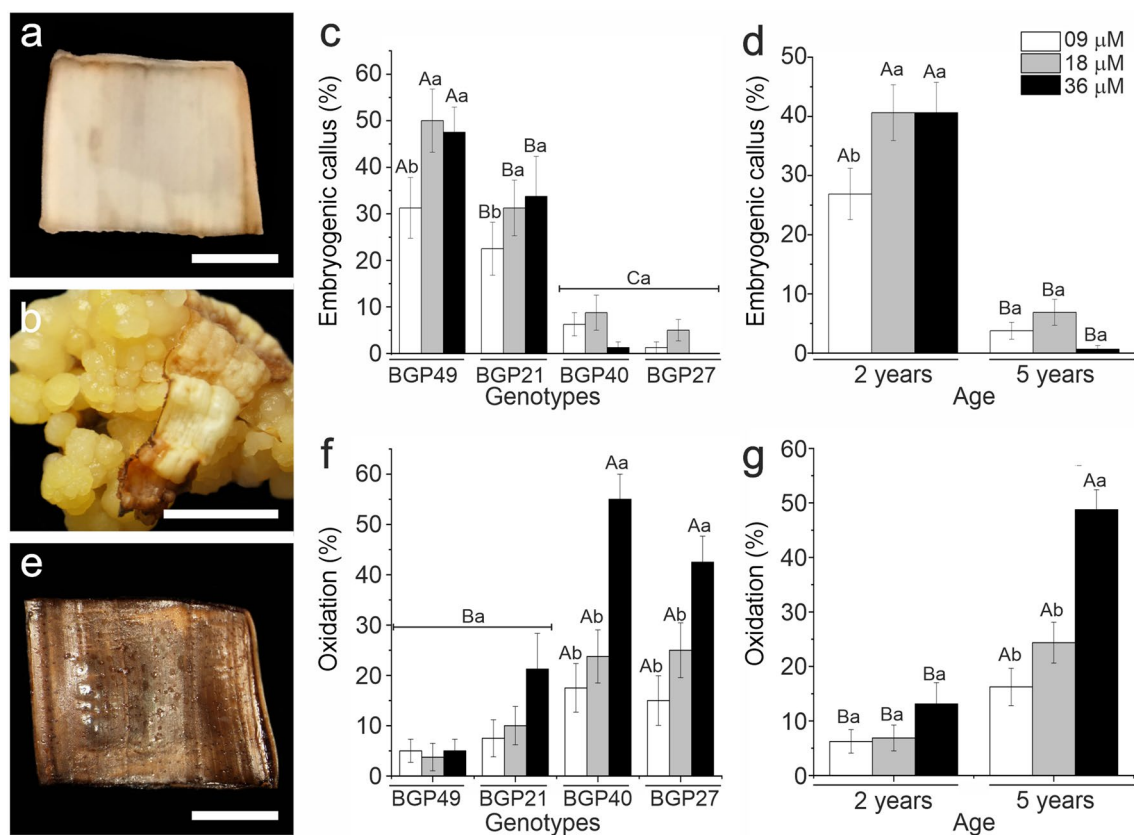 a
b
e
c
Embryogenic callus (%)
60
50
40
30
20
10
0
Ab
Aa
Aa
Bb
Ba
Ba
Ca
BGP49 BGP21 BGP40 BGP27
Genotypes
d
09 μM
18 μM
36 μM
Embryogenic callus (%)
50
40
30
20
10
0
Ab
Aa
Aa
Ba
Ba
Ba
2 years 5 years
Age
f
Oxidation (%)
60
50
40
30
20
10
0
Ba
Ab
Ab
Aa
Ab
Ab
Aa
BGP49 BGP21 BGP40 BGP27
Genotypes
g
Oxidation (%)
60
50
40
30
20
10
0
Ba
Ba
Ba
Ab
Ab
Aa
2 years 5 years
Age